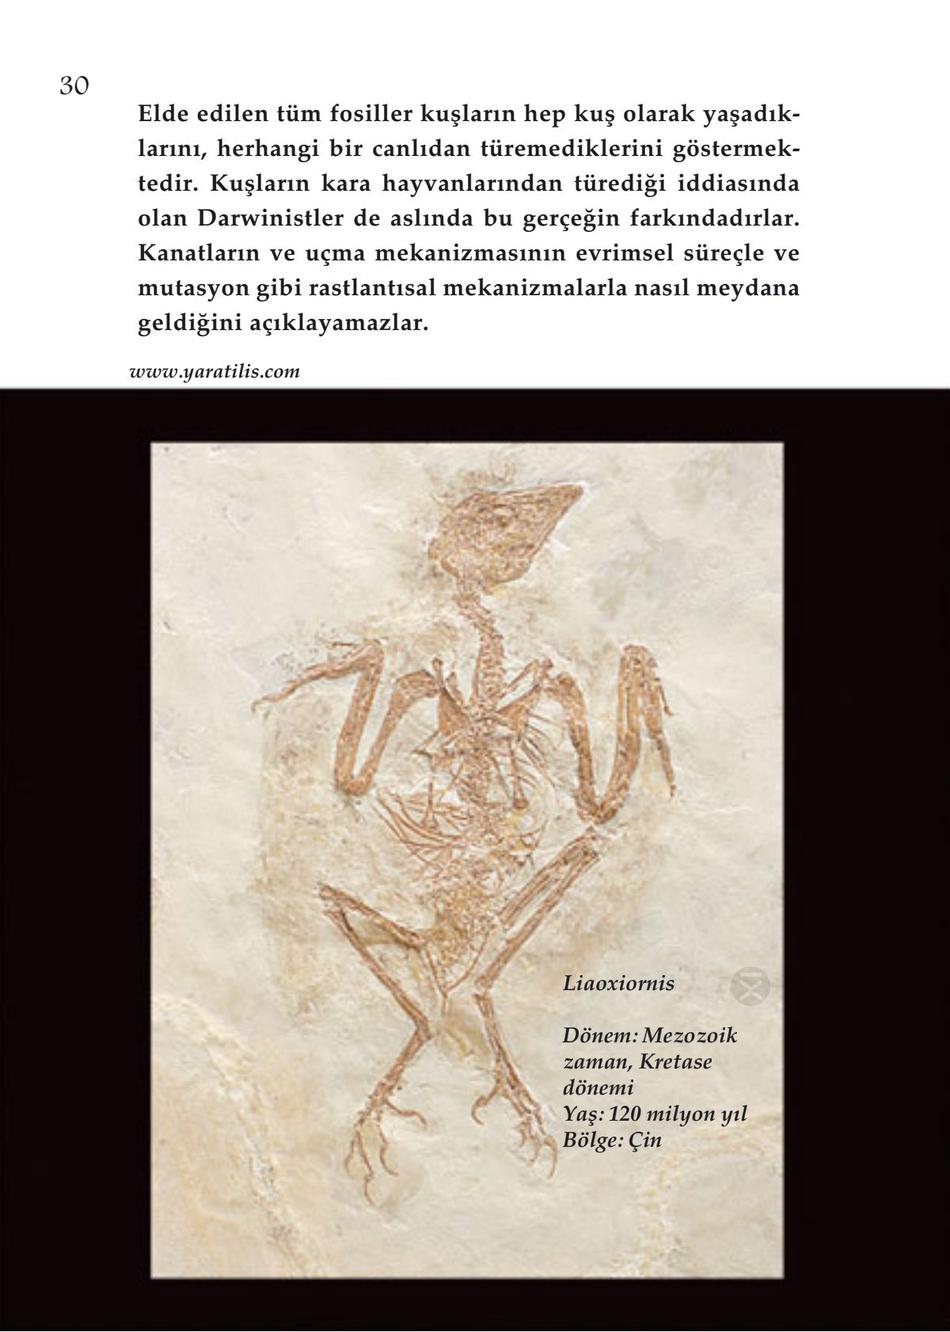 30
Elde edilen tüm fosiller kuşların hep kuş olarak yaşadık-
larını, herhangi bir canlıdan türemediklerini göstermek-
tedir. Kuşların kara hayvanlarından türediği iddiasında
olan Darwinistler de aslında bu gerçeğin farkındadırlar.
Kanatların ve uçma mekanizmasının evrimsel süreçle ve
mutasyon gibi rastlantısal mekanizmalarla nasıl meydana
geldiğini açıklayamazlar.
www.yaratilis.com
Liaoxiornis
Dönem: Mezozoik
zaman, Kretase
dönemi
Yaş: 120 milyon yıl
Bölge: Çin